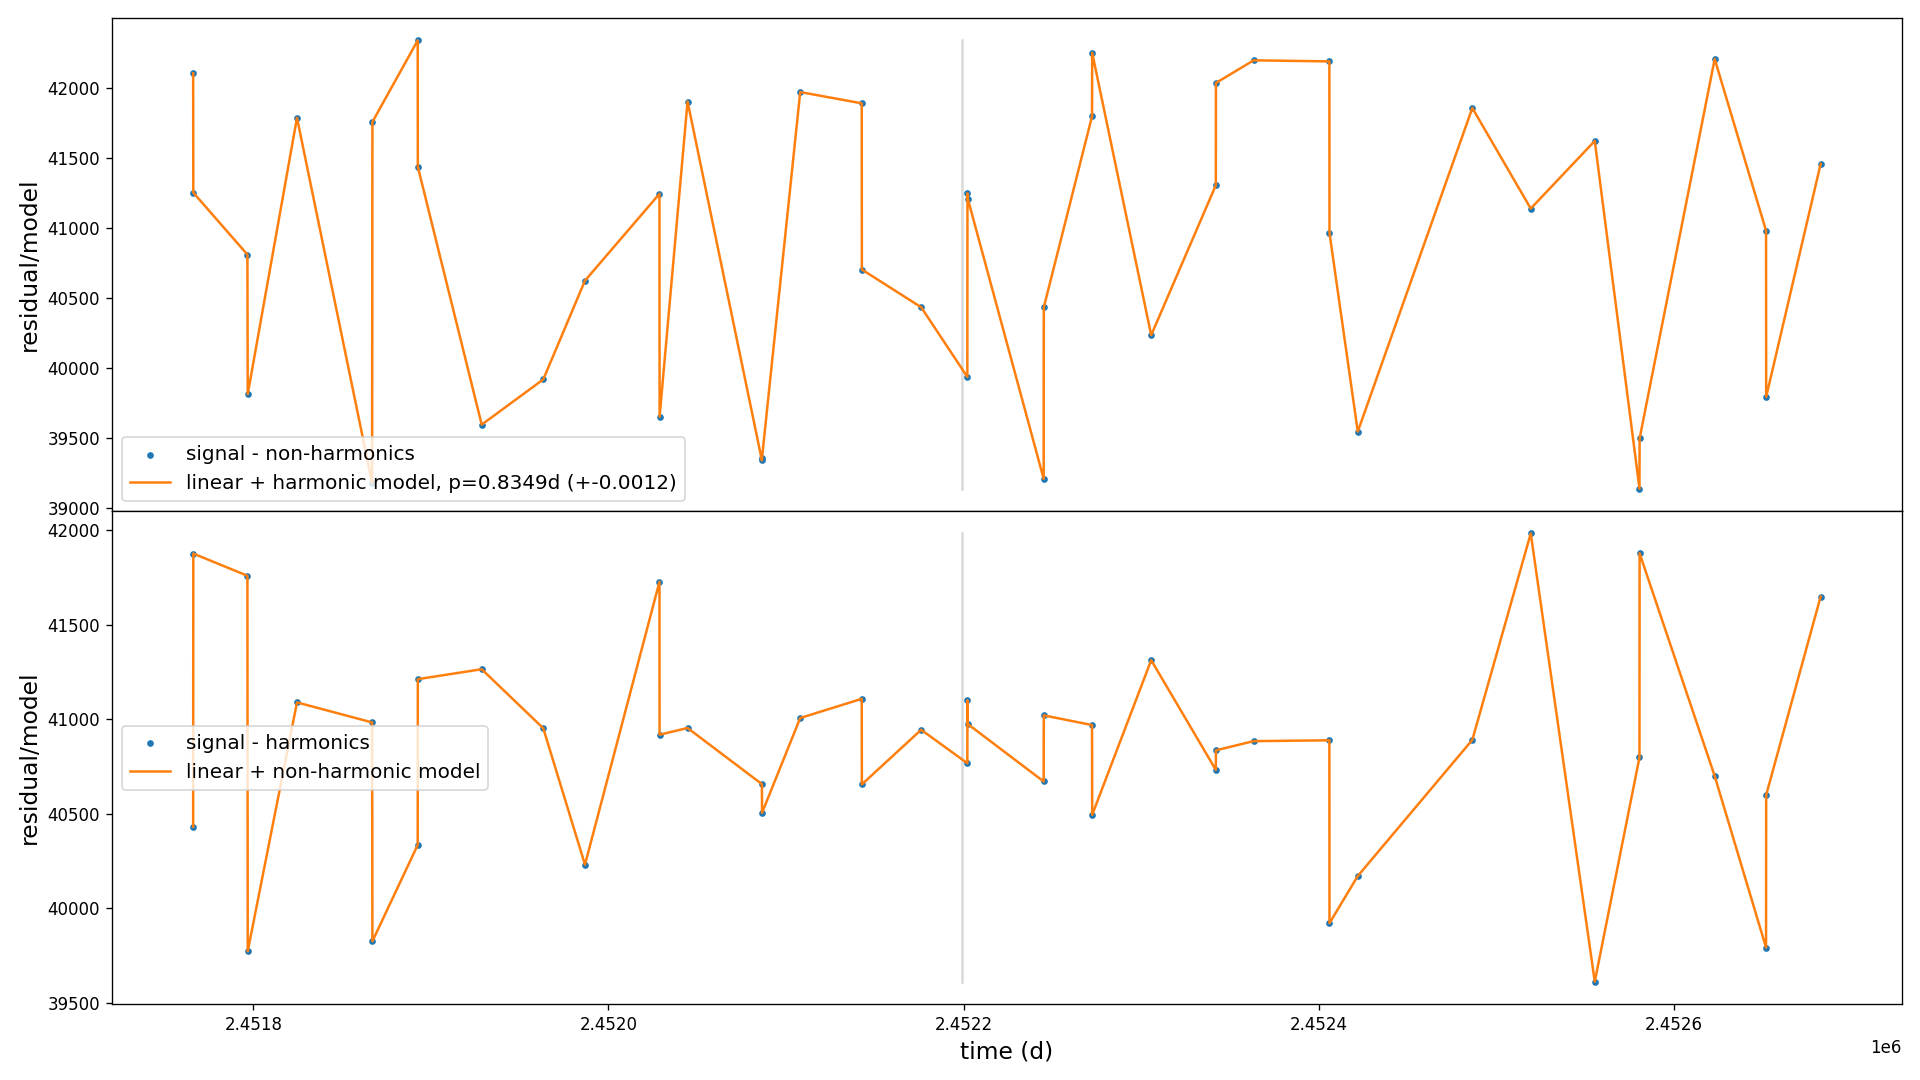 42000
41500
41000
40500
40000
39500
39000
residual/model
signal - non-harmonics
linear + harmonic model, p=0.8349d (+-0.0012)
42000
41500
41000
40500
40000
39500
residual/model
signal - harmonics
linear + non-harmonic model
2.4518 2.4520 2.4522 2.4524 2.4526
time (d)
1e6